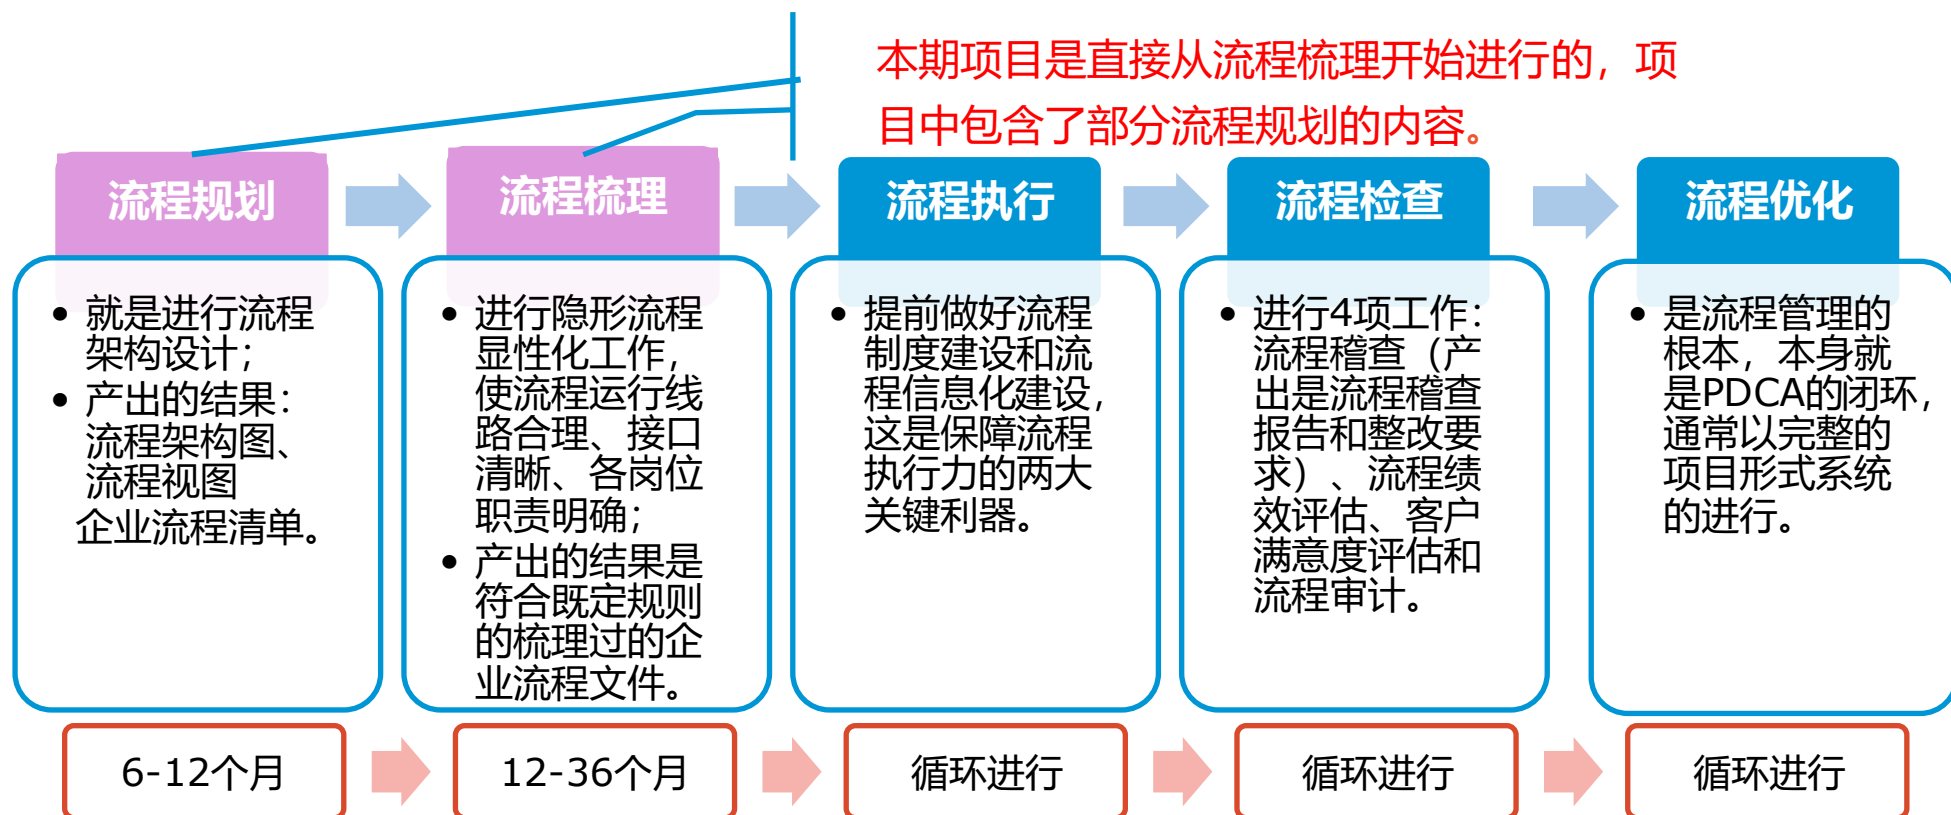 本期项目是直接从流程梳理开始进行的，项
目中包含了部分流程规划的内容。
流程规划
流程梳理
流程执行
流程检查
流程优化
• 就是进行流程
架构设计；
• 产出的结果：
流程架构图、
流程视图
企业流程清单。
• 进行隐形流程
显性化工作，
使流程运行线
路合理、接口
清晰、各岗位
职责明确；
• 产出的结果是
符合既定规则
的梳理过的企
业流程文件。
• 提前做好流程
制度建设和流
程信息化建设，
这是保障流程
执行力的两大
关键利器。
• 进行4项工作：
流程稽查（产
出是流程稽查
报告和整改要
求）、流程绩
效评估、客户
满意度评估和
流程审计。
• 是流程管理的
根本，本身就
是PDCA的闭环，
通常以完整的
项目形式系统
的进行。
6-12个月
12-36个月
循环进行
循环进行
循环进行